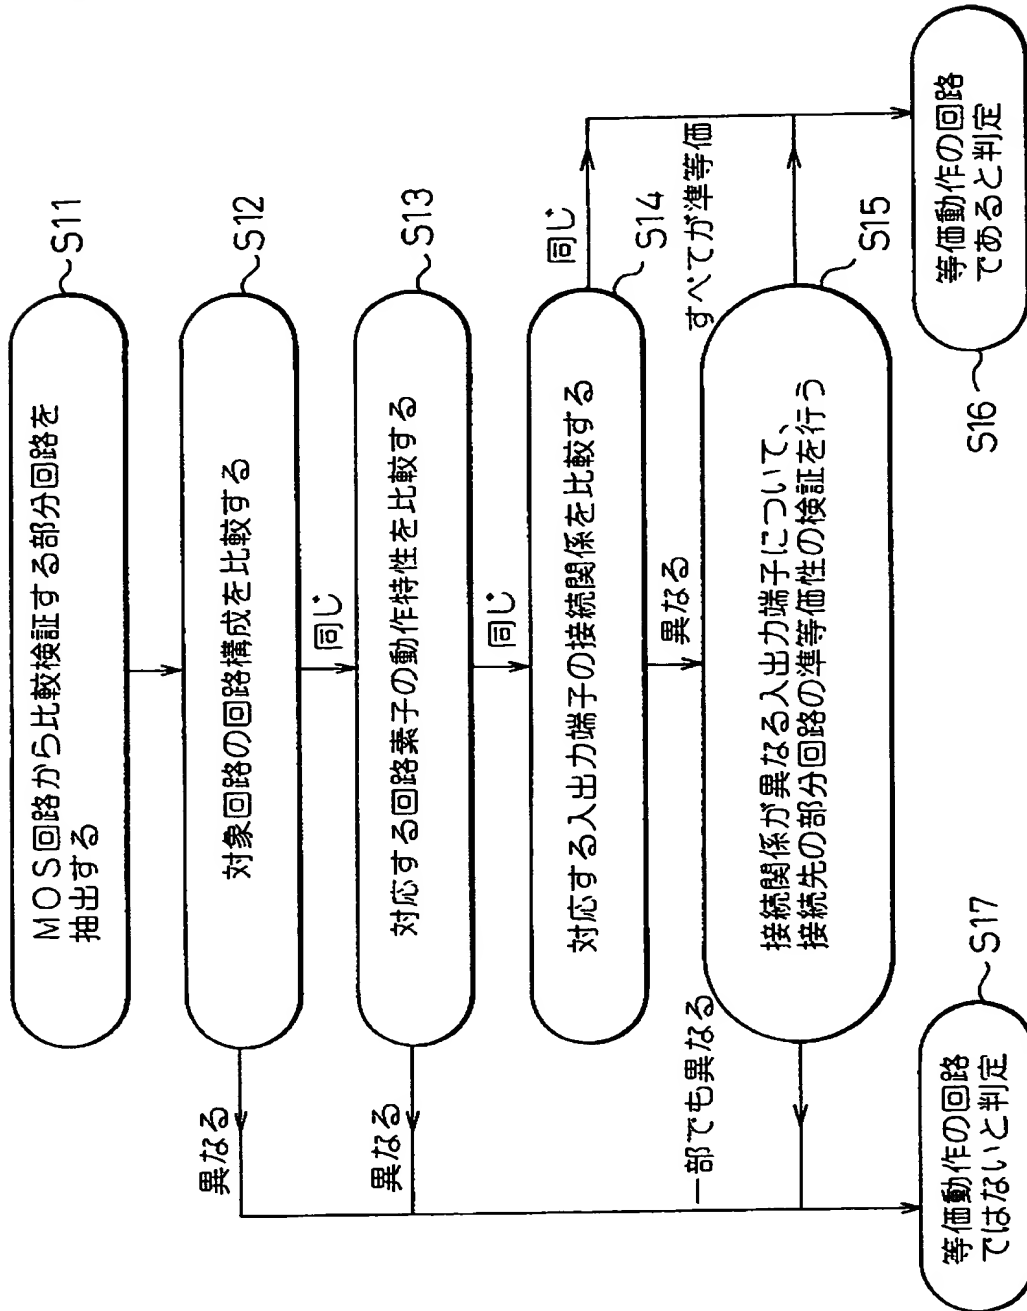 MOS回路から比較検証する部分回路を
抽出する
S11
対象回路の回路構成を比較する
S12
異なる
同じ
対応する回路素子の動作特性を比較する
S13
異なる
同じ
対応する入出力端子の接続関係を比較する
S14
同じ
異なる
接続関係が異なる入出力端子について、
接続先の部分回路の準等価性の検証を行う
S15
すべてが準等価
一部でも異なる
等価動作の回路
であると判定
S16
等価動作の回路
ではないと判定
S17